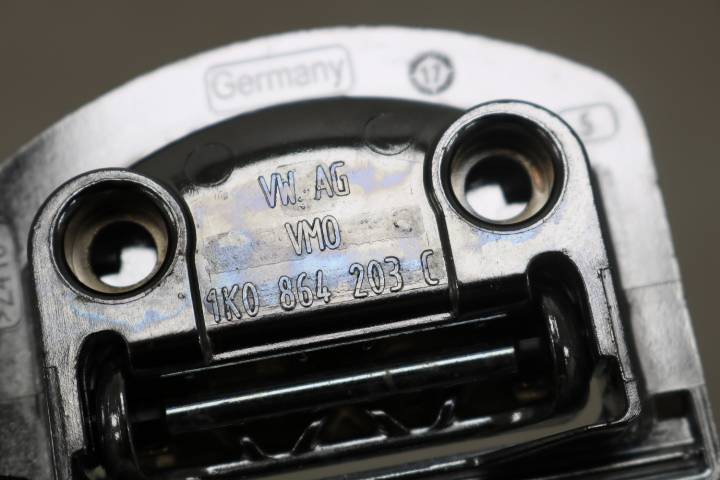 Germany
17
S
VW AG
VMO
1K0 864 203 C